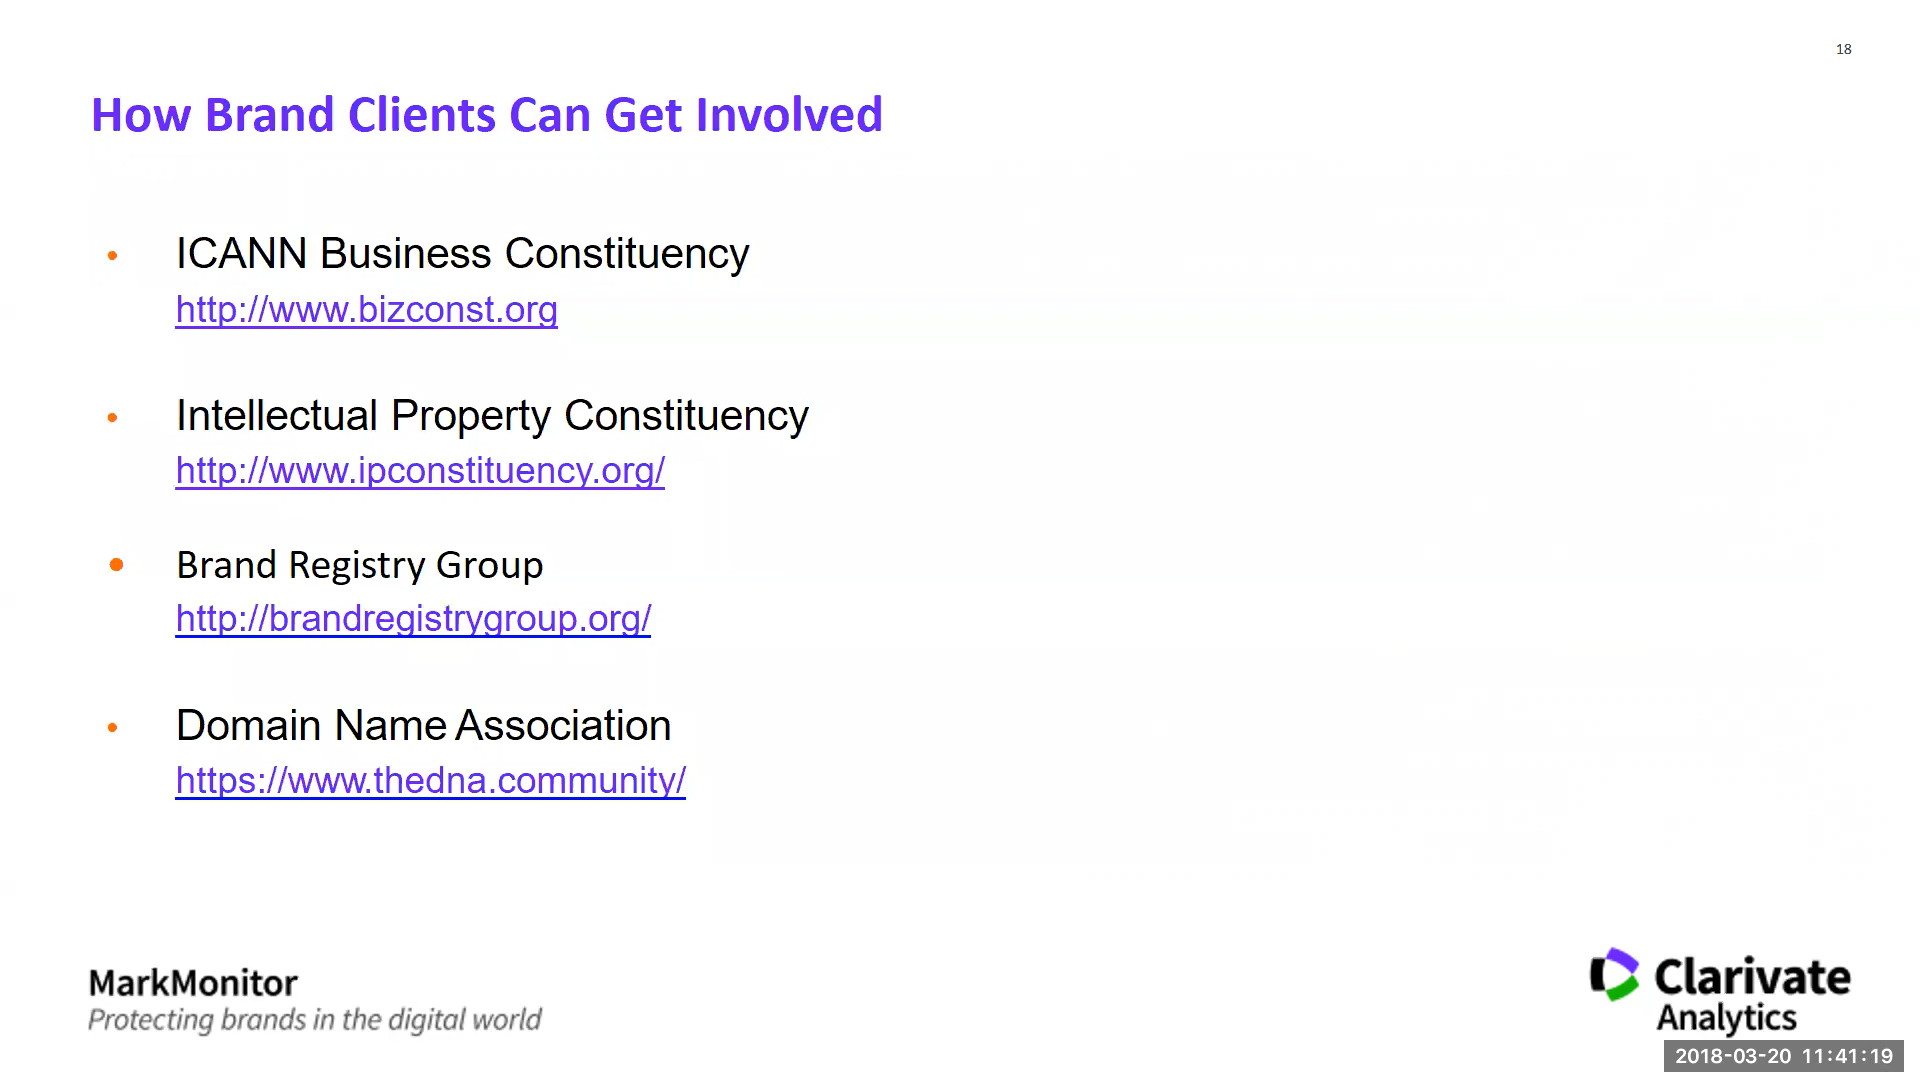 18
How Brand Clients Can Get Involved
• ICANN Business Constituency
http://www.bizconst.org
• Intellectual Property Constituency
http://www.ipconstituency.org/
• Brand Registry Group
http://brandregistrygroup.org/
• Domain Name Association
https://www.thedna.community/
MarkMonitor
Protecting brands in the digital world
Clarivate
Analytics
2018-03-20 11:41:19